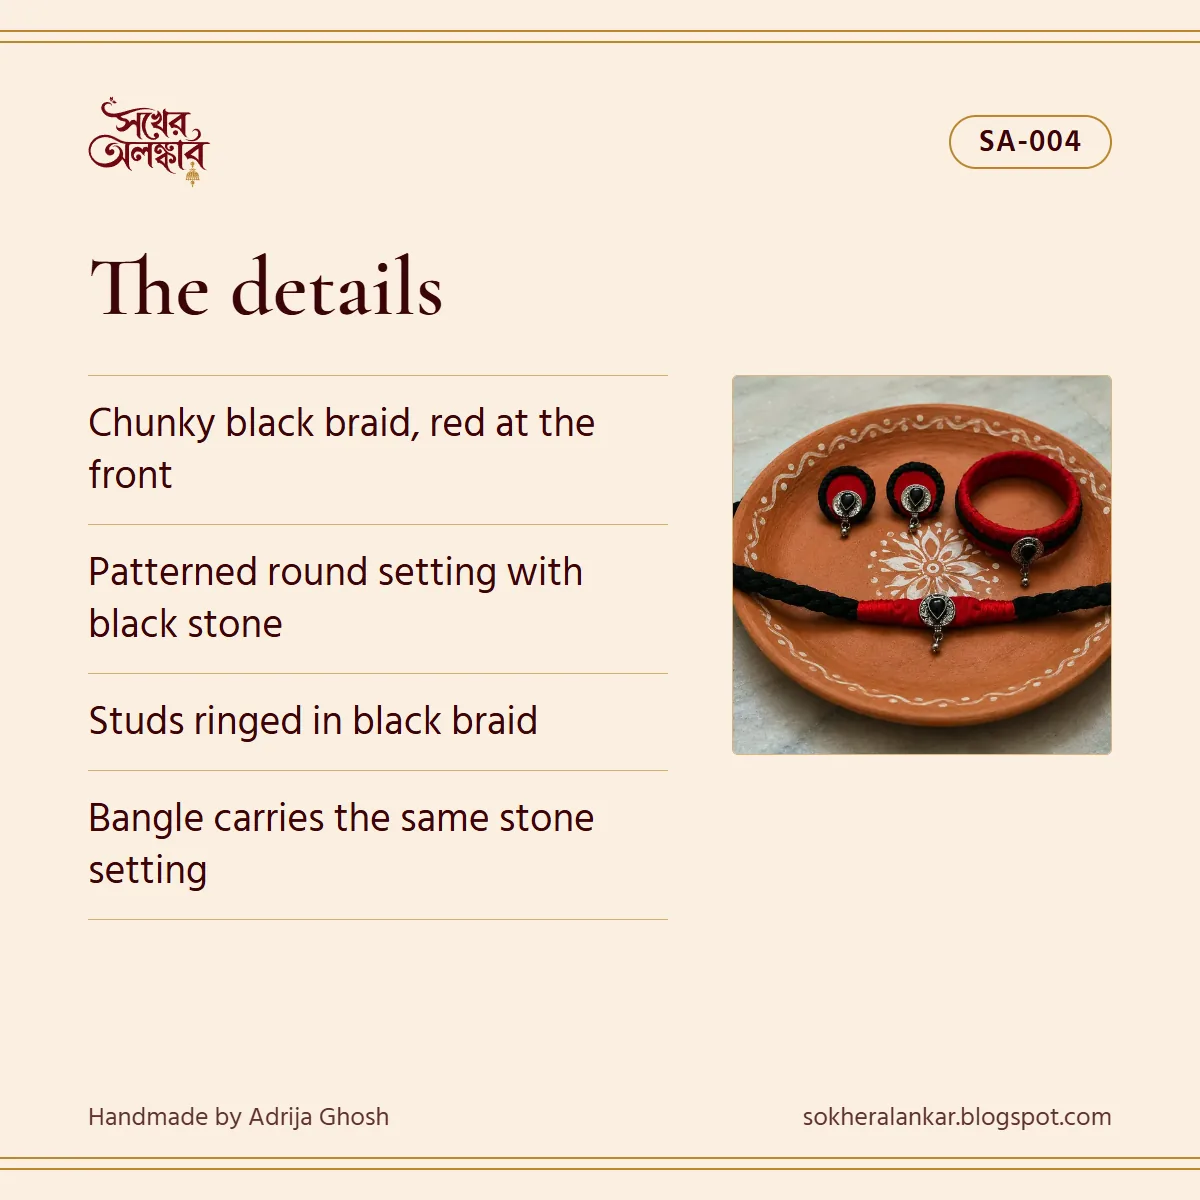 সখের
অলঙ্কার
SA-004
The details
Chunky black braid, red at the
front
Patterned round setting with
black stone
Studs ringed in black braid
Bangle carries the same stone
setting
Handmade by Adrija Ghosh
sokheralankar.blogspot.com